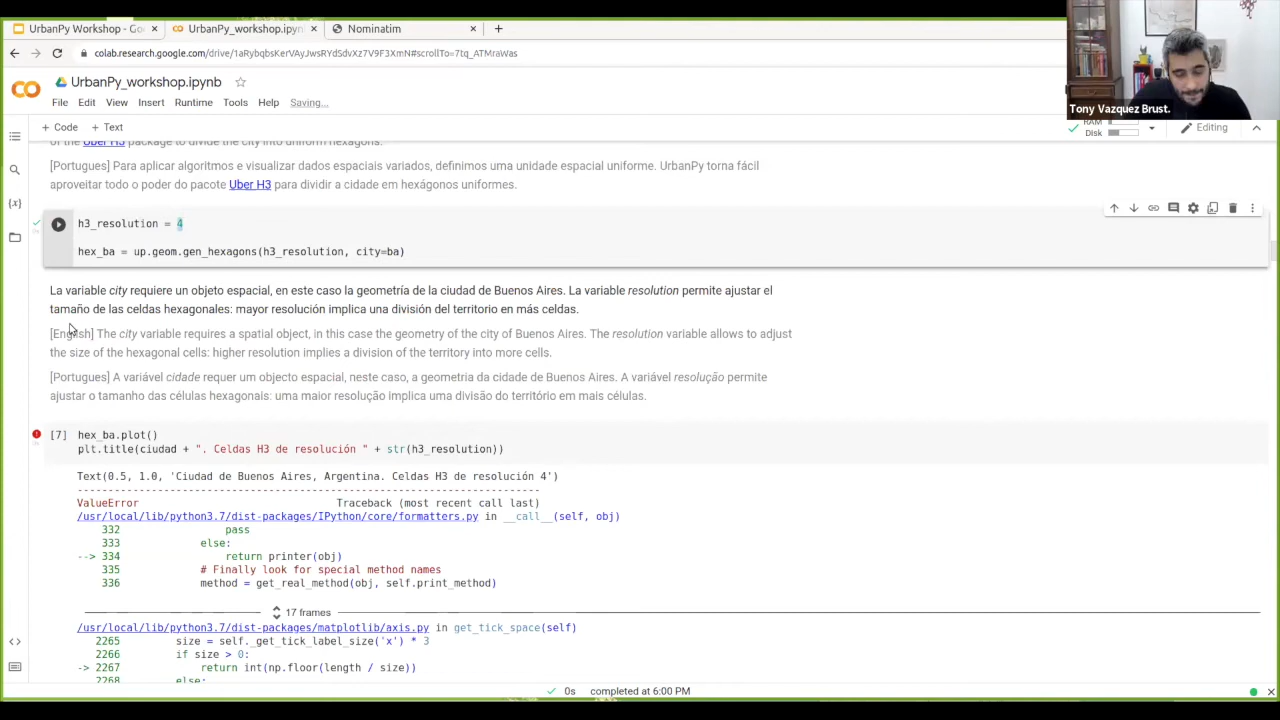 UrbanPy Workshop - Go
UrbanPy_workshop.ipynb
Nominatim
colab.research.google.com/drive/1aRybqbsKerVAyJwsRYdSdvXz7V9F3XmN#scrollTo=7tq_ATMraWas
UrbanPy_workshop.ipynb
File Edit View Insert Runtime Tools Help Saving...
+ Code + Text
RAM
Disk
Editing
Tony Vazquez Brust.
of the Uber H3 package to divide the city into uniform hexagons.
[Portugues] Para aplicar algoritmos e visualizar dados espaciais variados, definimos uma unidade espacial uniforme. UrbanPy torna fácil
aproveitar todo o poder do pacote Uber H3 para dividir a cidade em hexágonos uniformes.
h3_resolution = 4
hex_ba = up.geom.gen_hexagons(h3_resolution, city=ba)
La variable city requiere un objeto espacial, en este caso la geometría de la ciudad de Buenos Aires. La variable resolution permite ajustar el
tamaño de las celdas hexagonales: mayor resolución implica una división del territorio en más celdas.
[English] The city variable requires a spatial object, in this case the geometry of the city of Buenos Aires. The resolution variable allows to adjust
the size of the hexagonal cells: higher resolution implies a division of the territory into more cells.
[Portugues] A variável cidade requer um objecto espacial, neste caso, a geometria da cidade de Buenos Aires. A variável resolução permite
ajustar o tamanho das células hexagonais: uma maior resolução implica uma divisão do território em mais células.
[7] hex_ba.plot()
plt.title(ciudad + ". Celdas H3 de resolución " + str(h3_resolution))
Text(0.5, 1.0, 'Ciudad de Buenos Aires, Argentina. Celdas H3 de resolución 4')
---------------------------------------------------------------------------
ValueError Traceback (most recent call last)
/usr/local/lib/python3.7/dist-packages/IPython/core/formatters.py in __call__(self, obj)
332 pass
333 else:
--> 334 return printer(obj)
335 # Finally look for special method names
336 method = get_real_method(obj, self.print_method)
17 frames
/usr/local/lib/python3.7/dist-packages/matplotlib/axis.py in get_tick_space(self)
2265 size = self._get_tick_label_size('x') * 3
2266 if size > 0:
-> 2267 return int(np.floor(length / size))
2268 else:
0s completed at 6:00 PM